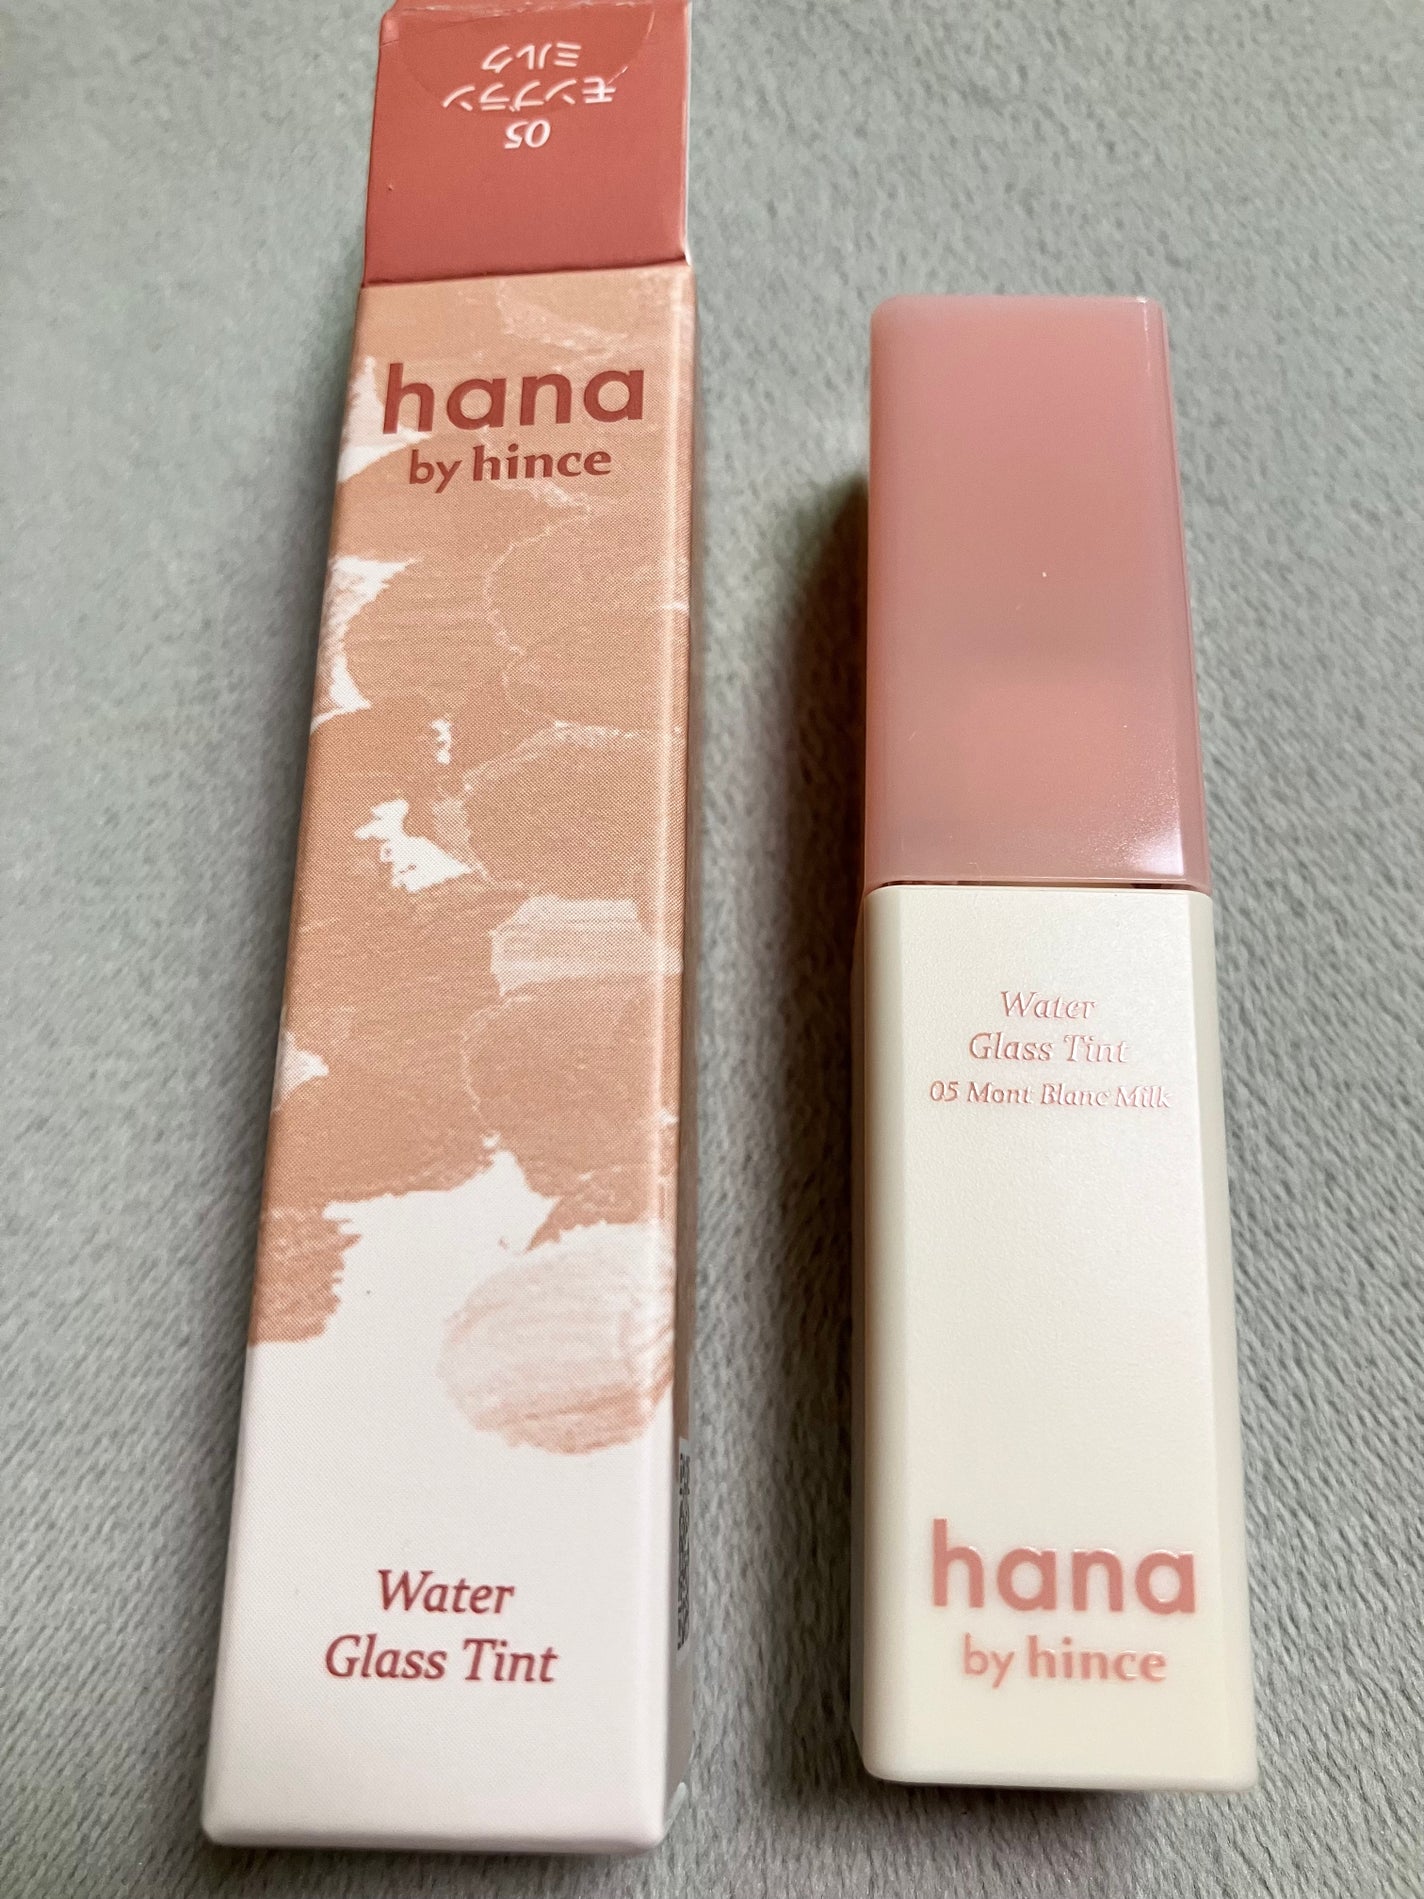 05
モンブラン
ミルク
hana
by hince
Water
Glass Tint
Water
Glass Tint
05 Mont Blanc Milk
hana
by hince